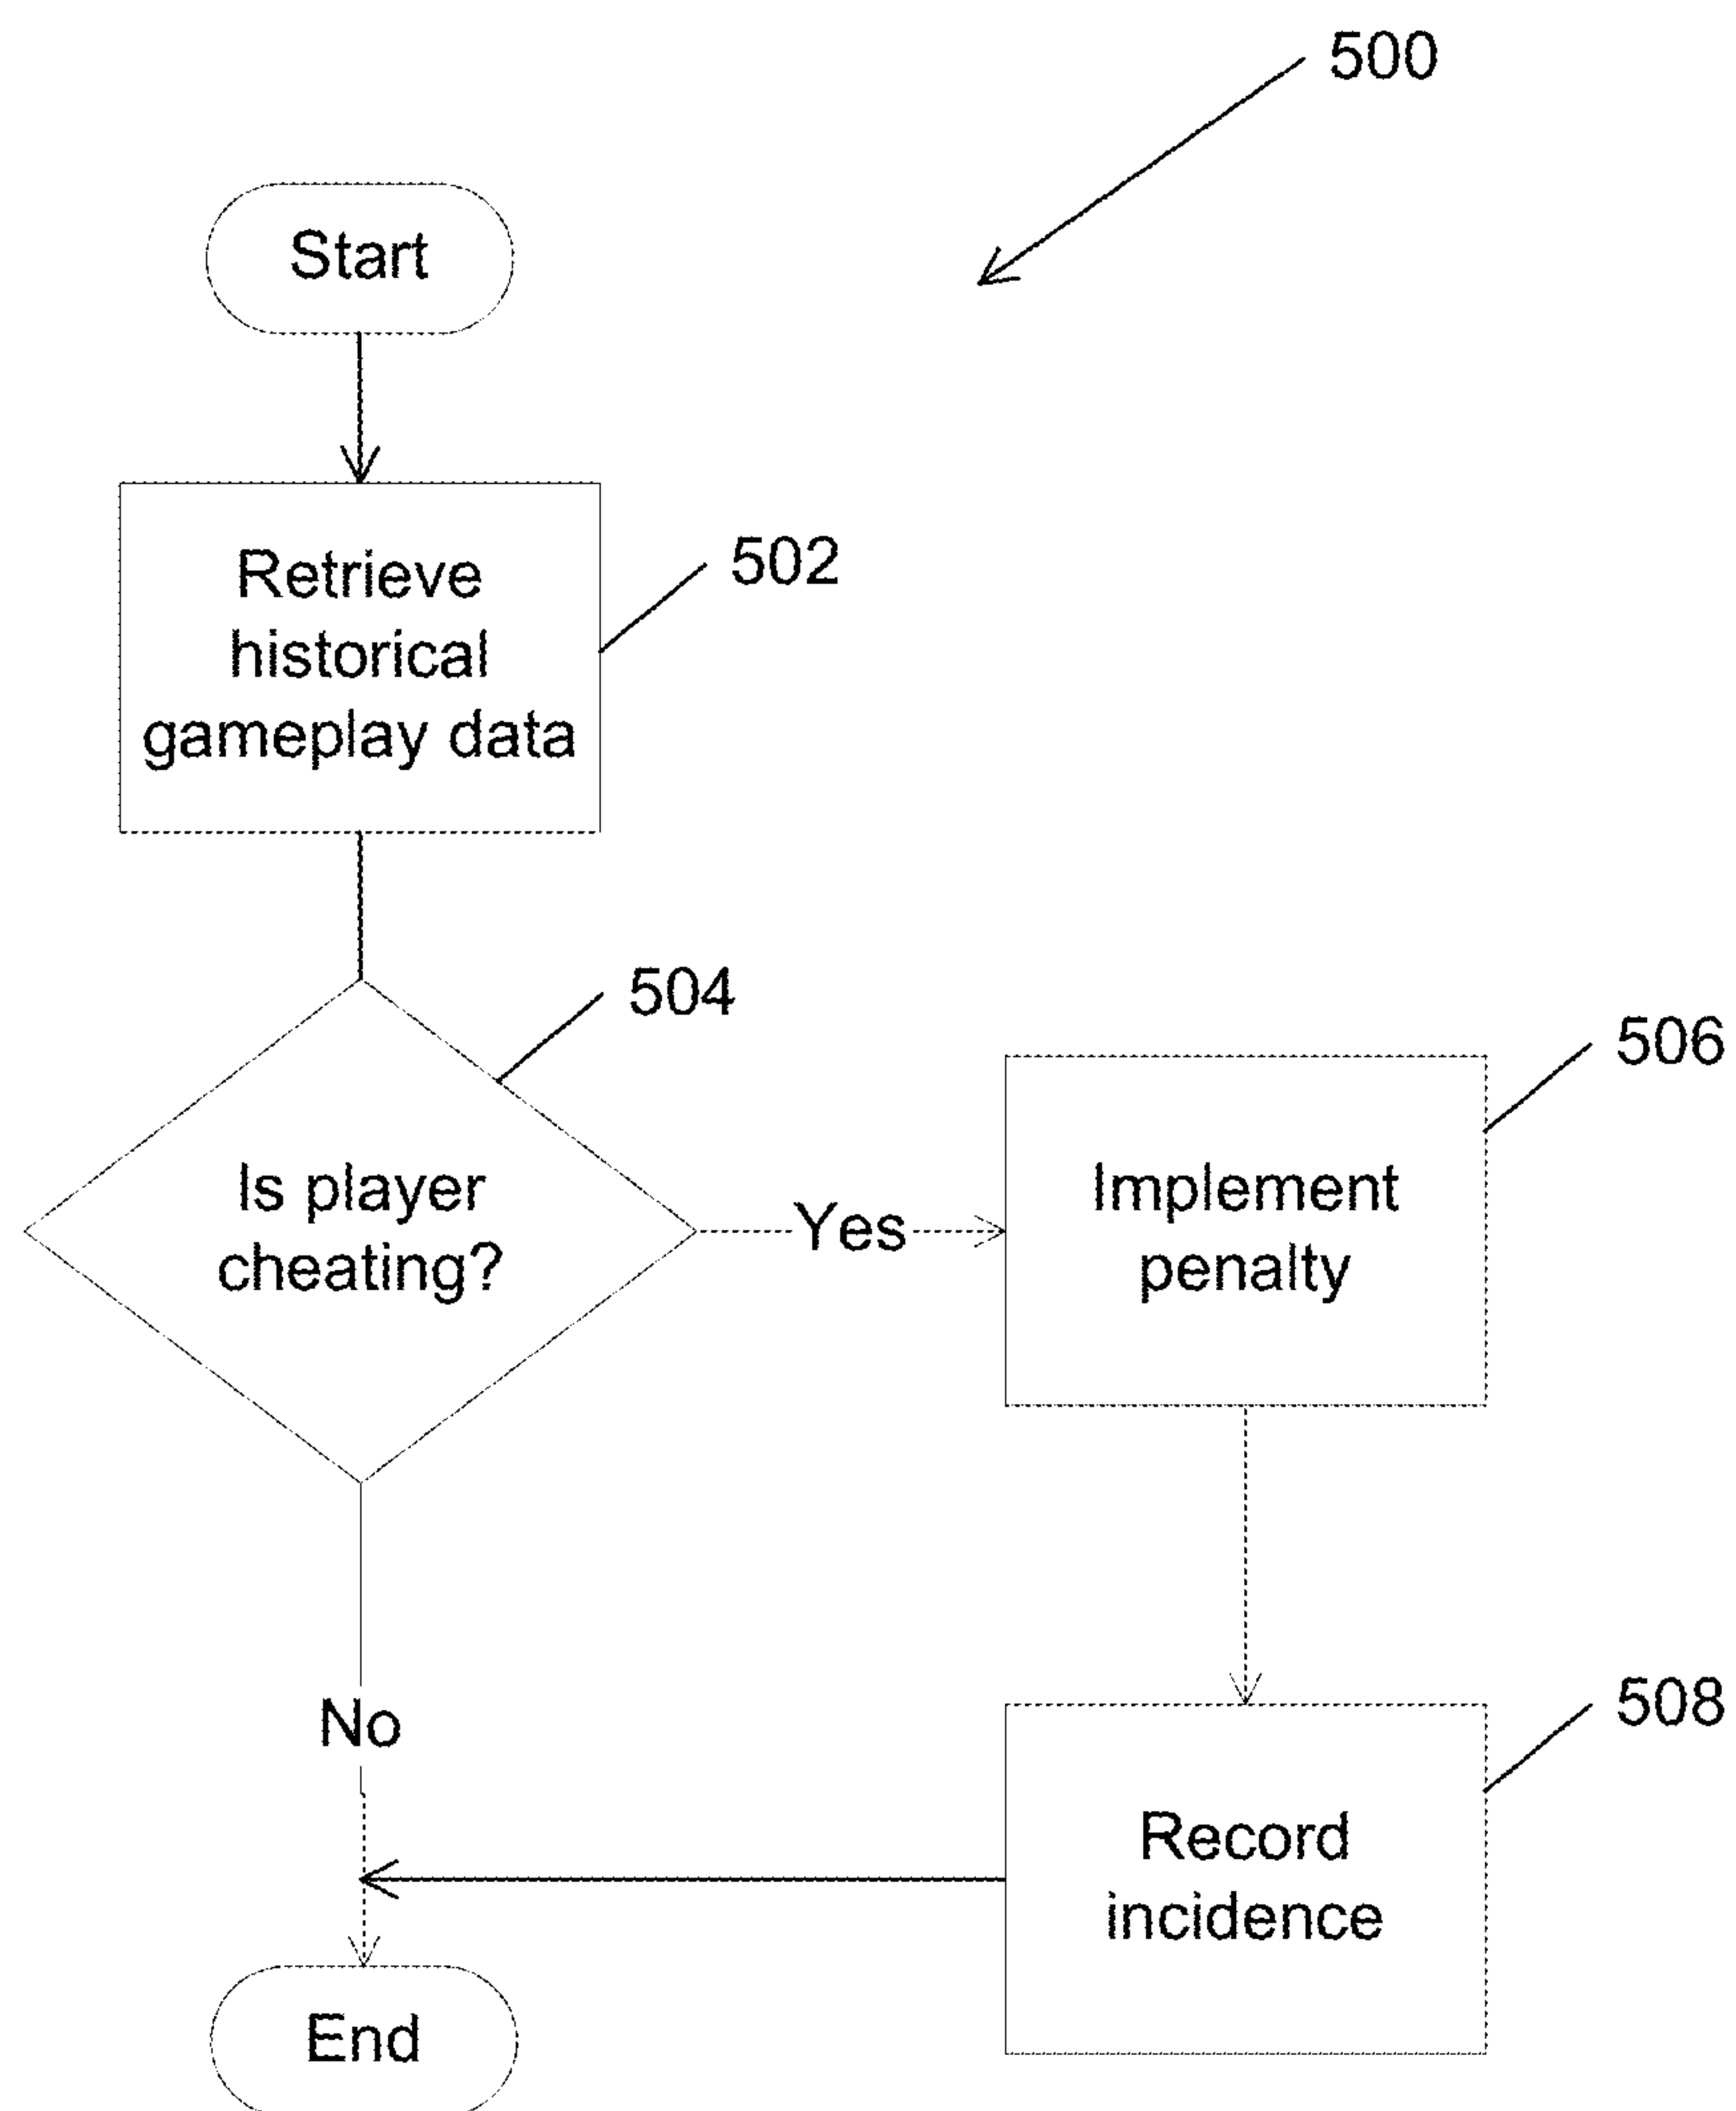 500
Start
Retrieve
historical
gameplay data
502
504
Is player
cheating?
Yes
506
Implement
penalty
No
508
Record
incidence
End